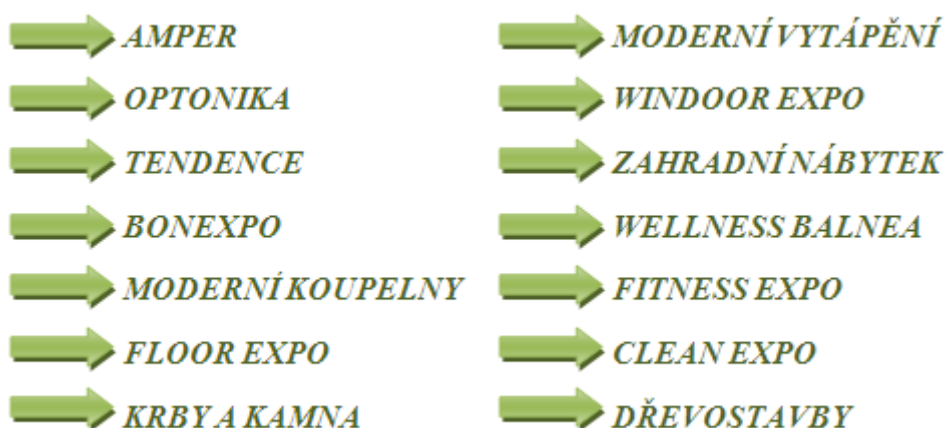 AMPER
OPTONIKA
TENDENCE
BONEXPO
MODERNÍ KOUPELNY
FLOOR EXPO
KRBY A KAMNA
MODERNÍ VYTÁPĚNÍ
WINDOOR EXPO
ZAHRADNÍ NÁBYTEK
WELLNESS BALNEA
FITNESS EXPO
CLEAN EXPO
DŘEVOSTAVBY